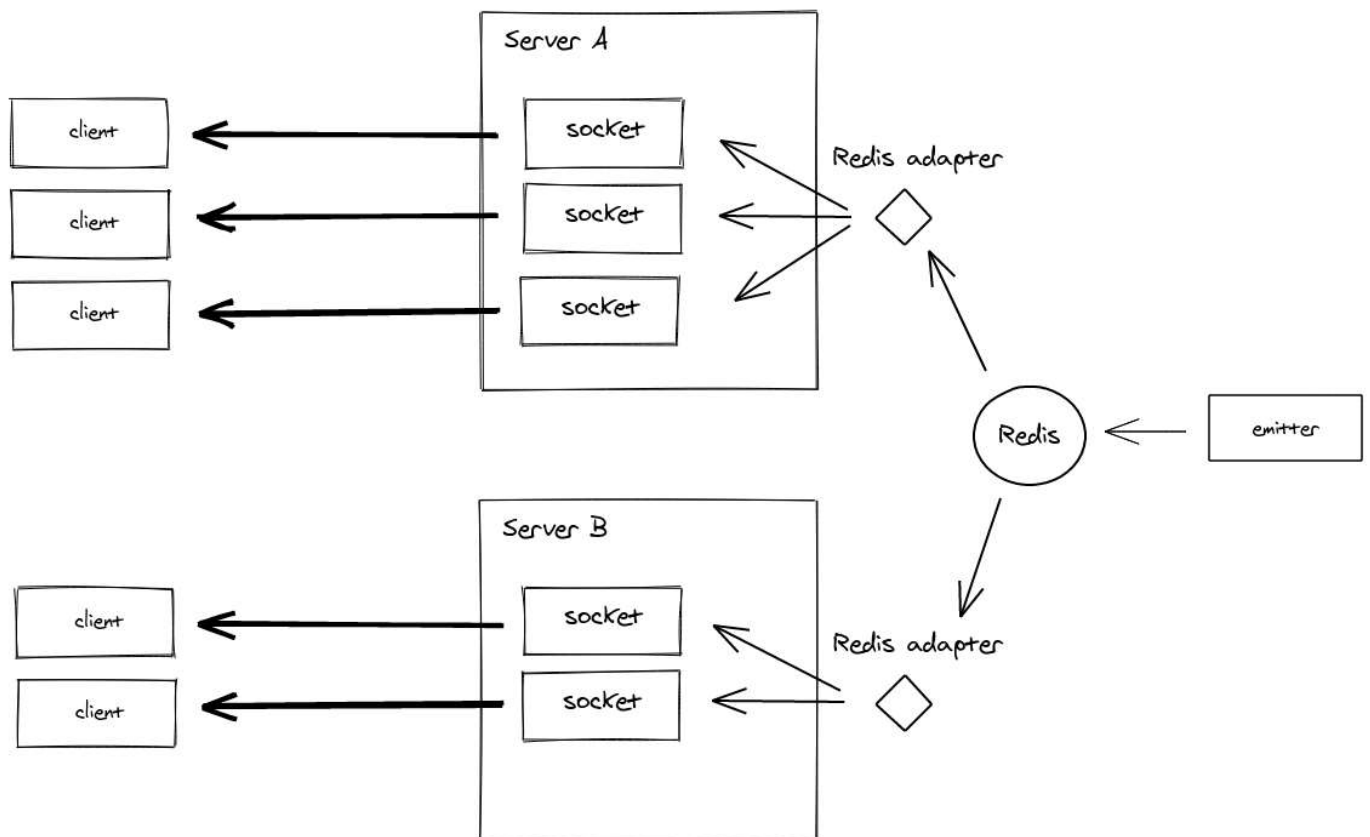 Server A
client
socket
client
socket
client
socket
Redis adapter
Redis
emitter
Server B
client
socket
client
socket
Redis adapter